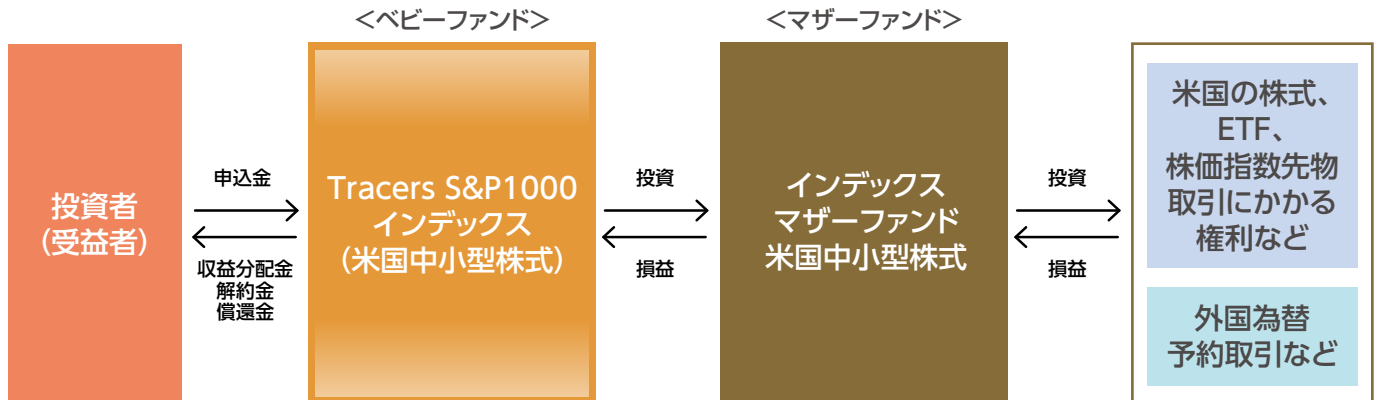 ＜ベビーファンド＞
＜マザーファンド＞
投資者
（受益者）
申込金
収益分配金
解約金
償還金
Tracers S&P1000
インデックス
（米国中小型株式）
投資
損益
インデックス
マザーファンド
米国中小型株式
投資
損益
米国の株式、
ETF、
株価指数先物
取引にかかる
権利など
外国為替
予約取引など